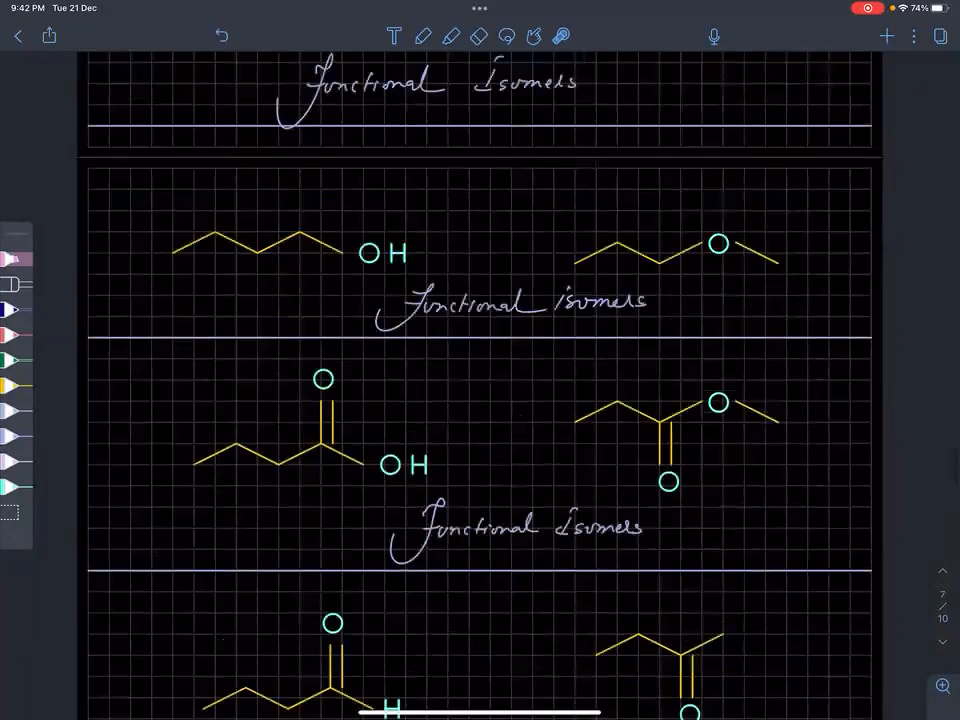 9:42 PM Tue 21 Dec 74%
T
Functional Isomers
OH O
Functional isomers
O O
OH
O
Functional Isomers
O
H O
7
/
10